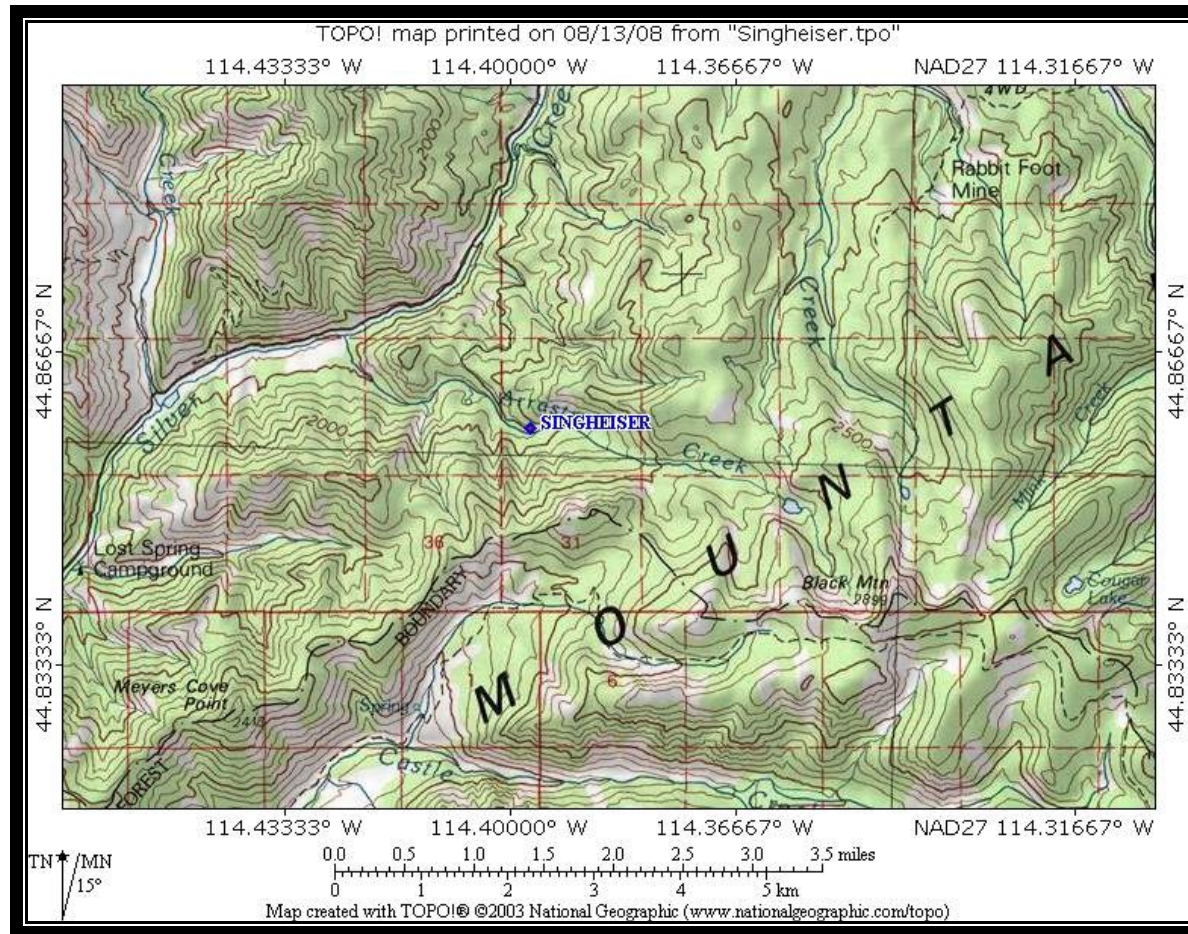 TOPO! map printed on 08/13/08 from "Singheiser.tpo"
114.43333° W 114.40000° W 114.36667° W NAD27 114.31667° W
4WD
Creek
Creek
2000
Rabbit Foot
Mine
44.86667° N
44.86667° N
Creek
A
T
Arrastra
SINGHEISER
Silver
2000
2500
Creek
Creek
N
Mink
36
31
Lost Spring
Campground
U
Black Mtn
2899
Cougar
Lake
BOUNDARY
O
44.83333° N
44.83333° N
Meyers Cove
Point
1
6
M
Spring
FOREST
Castle
Creek
114.43333° W 114.40000° W 114.36667° W NAD27 114.31667° W
TN★/MN
15°
0.0 0.5 1.0 1.5 2.0 2.5 3.0 3.5 miles
0 1 2 3 4 5 km
Map created with TOPO!® ©2003 National Geographic (www.nationalgeographic.com/topo)